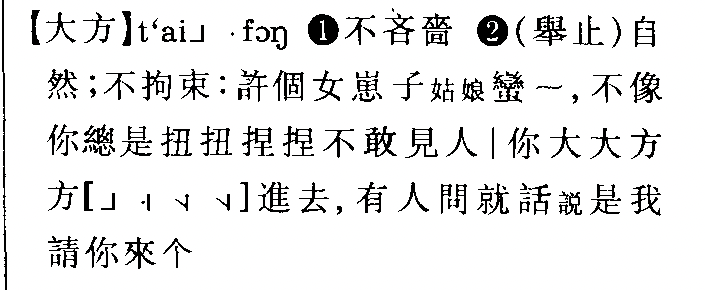 【大方】tʻai˩ ·fɔŋ ❶不吝嗇 ❷(舉止)自
然;不拘束:許個女崽子姑娘蠻～,不像
你總是扭扭捏捏不敢見人|你大大方
方[˩ ˧ ˨˩ ˨˩]進去,有人問就話説是我
請你來个